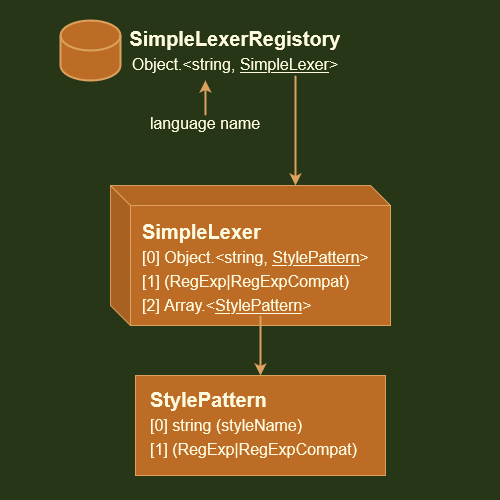 SimpleLexerRegistory
Object.<string, SimpleLexer>
language name
SimpleLexer
[0] Object.<string, StylePattern>
[1] (RegExp|RegExpCompat)
[2] Array.<StylePattern>
StylePattern
[0] string (styleName)
[1] (RegExp|RegExpCompat)